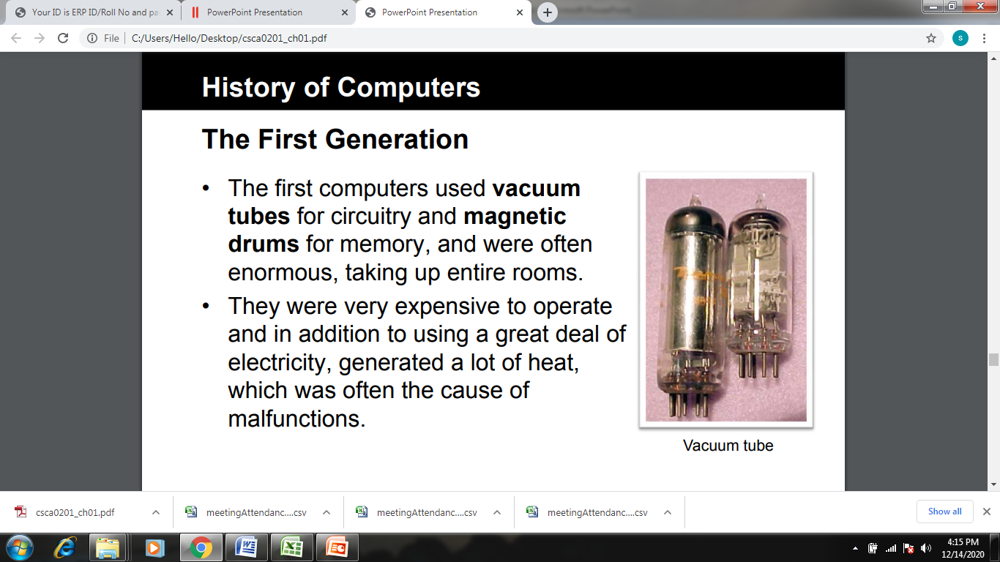 Your ID is ERP ID/Roll No and pa
PowerPoint Presentation
PowerPoint Presentation
File
C:/Users/Hello/Desktop/csca0201_ch01.pdf
s
History of Computers
The First Generation
• The first computers used vacuum
tubes for circuitry and magnetic
drums for memory, and were often
enormous, taking up entire rooms.
• They were very expensive to operate
and in addition to using a great deal of
electricity, generated a lot of heat,
which was often the cause of
malfunctions.
Vacuum tube
csca0201_ch01.pdf
meetingAttendanc....csv
meetingAttendanc....csv
meetingAttendanc....csv
Show all
4:15 PM
12/14/2020